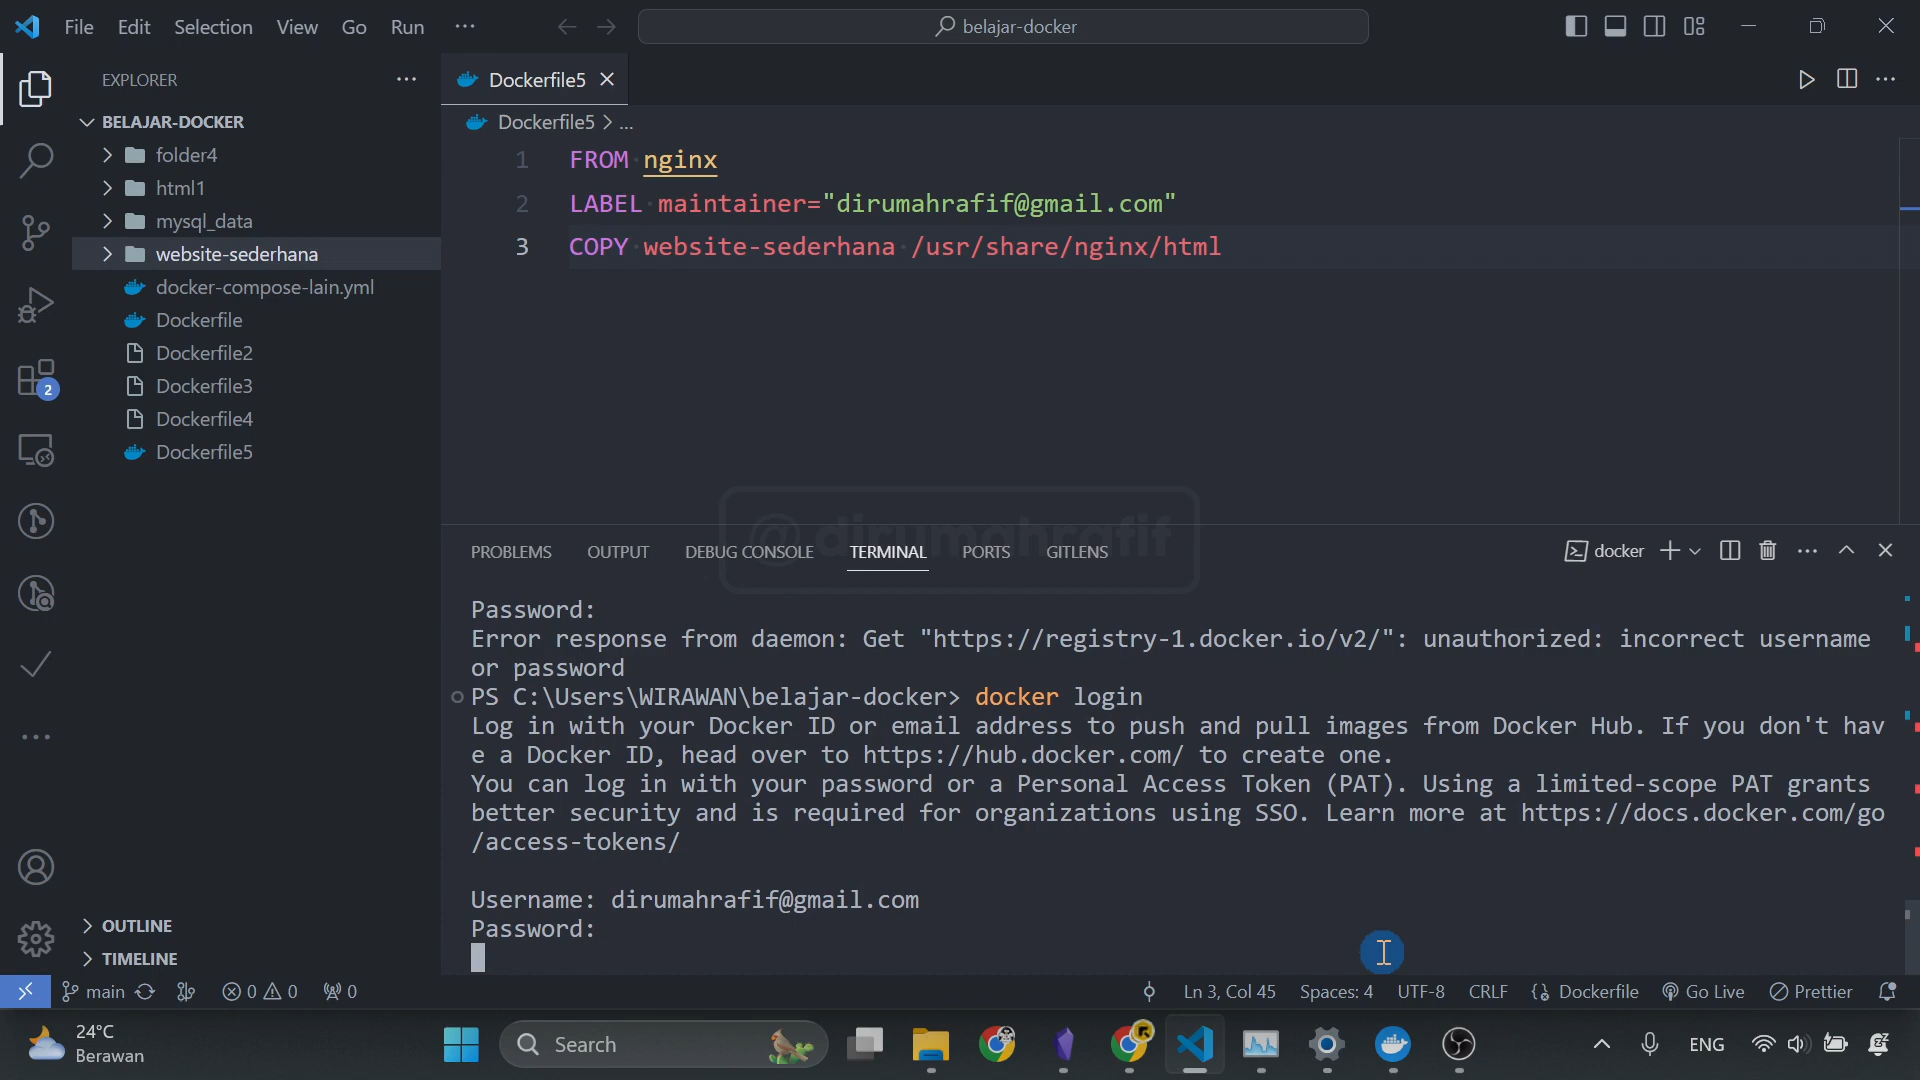 File Edit Selection View Go Run ...
belajar-docker
EXPLORER
BELAJAR-DOCKER
folder4
html1
mysql_data
website-sederhana
docker-compose-lain.yml
Dockerfile
Dockerfile2
Dockerfile3
Dockerfile4
Dockerfile5
2
OUTLINE
TIMELINE
Dockerfile5
Dockerfile5 > ...
1 FROM nginx
2 LABEL maintainer="dirumahrafif@gmail.com"
3 COPY website-sederhana /usr/share/nginx/html
@dirumahrafif
PROBLEMS OUTPUT DEBUG CONSOLE TERMINAL PORTS GITLENS
docker
Password:
Error response from daemon: Get "https://registry-1.docker.io/v2/": unauthorized: incorrect username
or password
PS C:\Users\WIRAWAN\belajar-docker> docker login
Log in with your Docker ID or email address to push and pull images from Docker Hub. If you don't hav
e a Docker ID, head over to https://hub.docker.com/ to create one.
You can log in with your password or a Personal Access Token (PAT). Using a limited-scope PAT grants
better security and is required for organizations using SSO. Learn more at https://docs.docker.com/go
/access-tokens/
Username: dirumahrafif@gmail.com
Password:
main 0 0 0
Ln 3, Col 45 Spaces: 4 UTF-8 CRLF Dockerfile Go Live Prettier
24°C
Berawan
Search
ENG